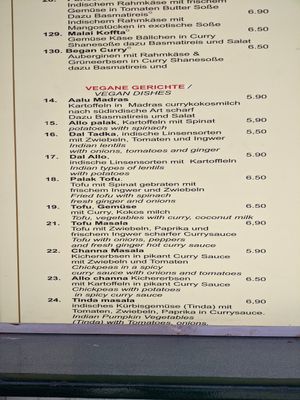 indischem Rahmkäse mit frischem
Gemüse in Tomaten Butter Soße
Dazu Basmatireis
Indischem Rahmkäse mit
Mengostücken in exotische Soße
129. Malai Koffta 6.50
Gemüse Käse Bällchen in Curry
Shanesoße dazu Basmatireis und Salat
130. Began Curry 6.50
Auberginen mit Rahmkäse &
Grüneerbsen in Curry Shanesoße
dazu Basmatireis und
VEGANE GERICHTE /
VEGAN DISHES
14. Aalu Madras 5.90
Kartoffeln in Madras currykokosmilch
nach südindische Art scharf
Dazu Basmatireis und Salat
15. Allo palak, Kartoffeln mit Spinat 5,90
potatoes with spinach
16. Dal Tadka, indische Linsensorten 5,50
mit Zwiebeln, Tomaten und Ingwer
Indian lentils
with onions, tomatoes and ginger
17. Dal Allo, 5.90
indische Linsensorten mit Kartoffeln
Indian types of lentils
with potatoes
18. Palak Tofu. 6.50
Tofu mit Spinat gebraten mit
frischem Ingwer und Zwiebeln
Fried tofu with spinach
fresh ginger and onions
19. Tofu. Gemüse 6.50
mit Curry, Kokos milch
Tofu, vegetables with curry, coconut milk
21. Tofu Masala 6,90
Tofu mit Zwiebeln, Paprika und
frischem Ingwer scharfer Currysauce
Tofu with onions, peppers
and fresh ginger hot curry sauce
22. Channa Masala 5.90
Kichererbsen in pikant Curry Sauce
mit Zwiebeln und Tomaten
Chickpeas in a spicy
curry sauce with onions and tomatoes
23. Allo channa Kichererbsen 6.50
mit Kartoffeln in pikant Curry Sauce
Chickpeas with potatoes
in spicy curry sauce
24. Tinda masala 6,90
indisches Kürbisgemüse (Tinda) mit
Tomaten, Zwiebeln, Paprika in Currysauce.
Indian Pumpkin Vegetables
(Tinda) with Tomatoes, onions,